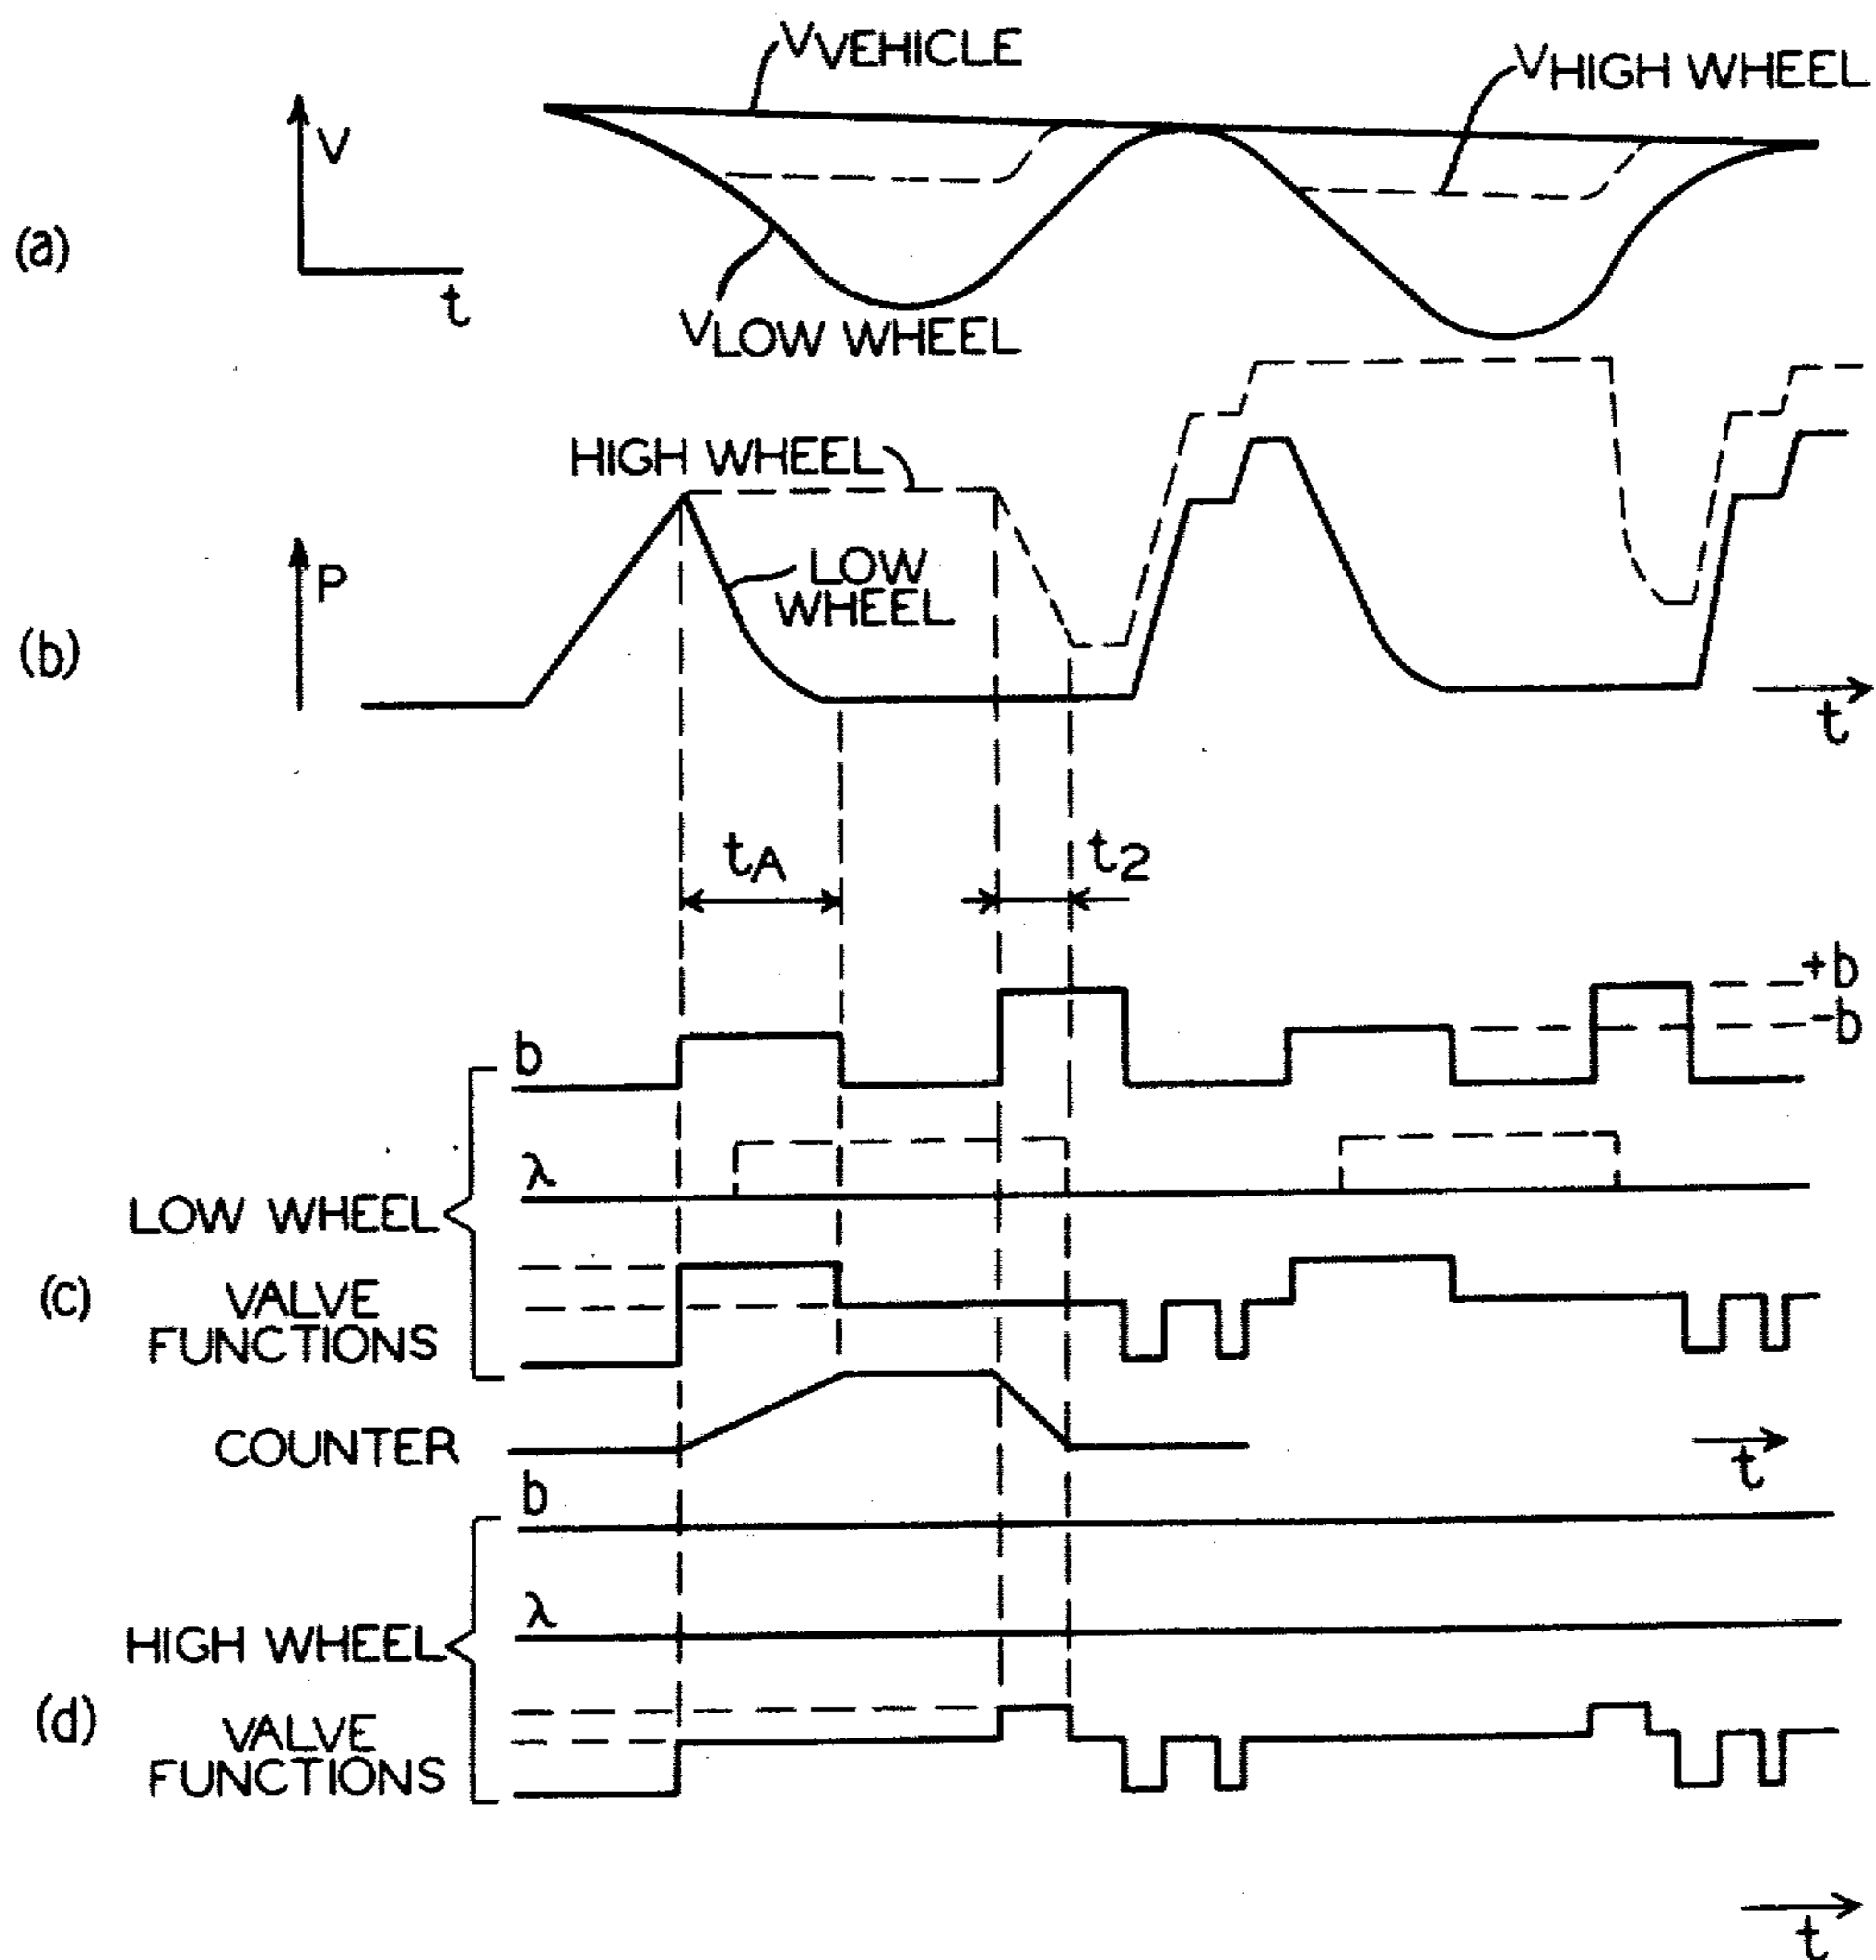 VVEHICLE
VHIGH WHEEL
V
(a)
t
VLOW WHEEL
HIGH WHEEL
LOW
WHEEL
P
(b)
t
tA
t2
+b
-b
b
λ
LOW WHEEL
(c)
VALVE
FUNCTIONS
COUNTER
t
b
λ
HIGH WHEEL
(d)
VALVE
FUNCTIONS
t